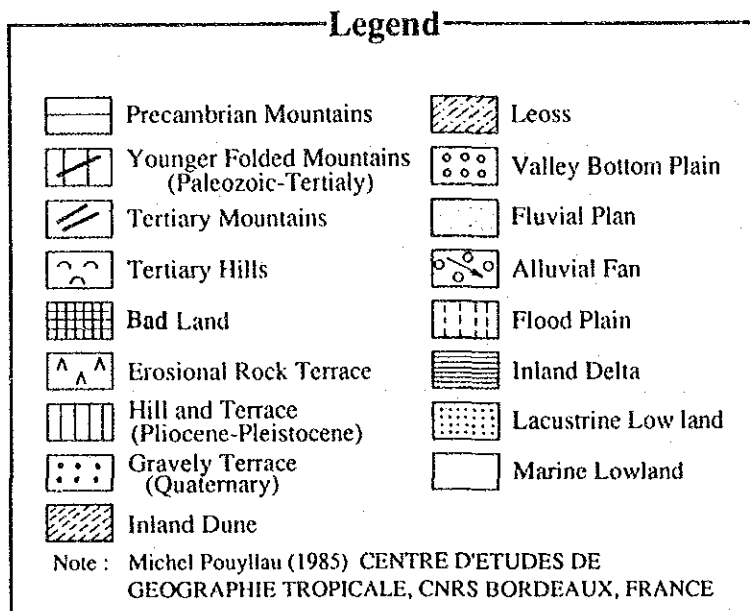 Legend
Precambrian Mountains
Younger Folded Mountains
(Paleozoic-Tertialy)
Tertiary Mountains
Tertiary Hills
Bad Land
Erosional Rock Terrace
Hill and Terrace
(Pliocene-Pleistocene)
Gravely Terrace
(Quaternary)
Inland Dune
Leoss
Valley Bottom Plain
Fluvial Plan
Alluvial Fan
Flood Plain
Inland Delta
Lacustrine Low land
Marine Lowland
Note : Michel Pouyllau (1985) CENTRE D'ETUDES DE
GEOGRAPHIE TROPICALE, CNRS BORDEAUX, FRANCE